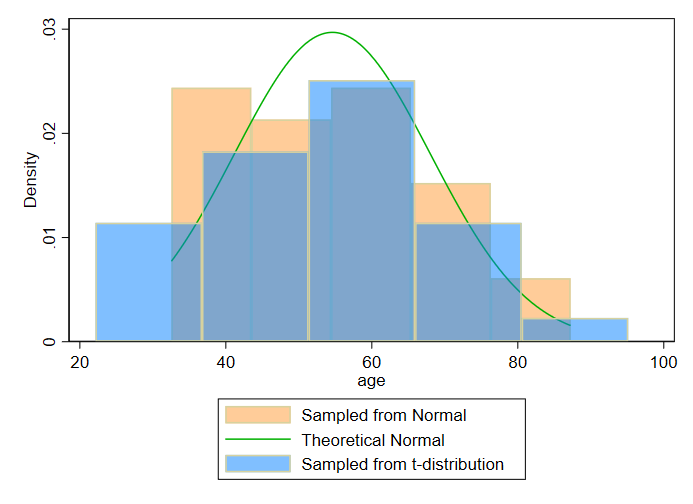 .03
.02
.01
0
Density
20 40 60 80 100
age
Sampled from Normal
Theoretical Normal
Sampled from t-distribution